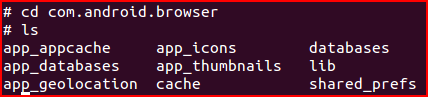 # cd com.android.browser
# ls
app_appcache app_icons databases
app_databases app_thumbnails lib
app_geolocation cache shared_prefs